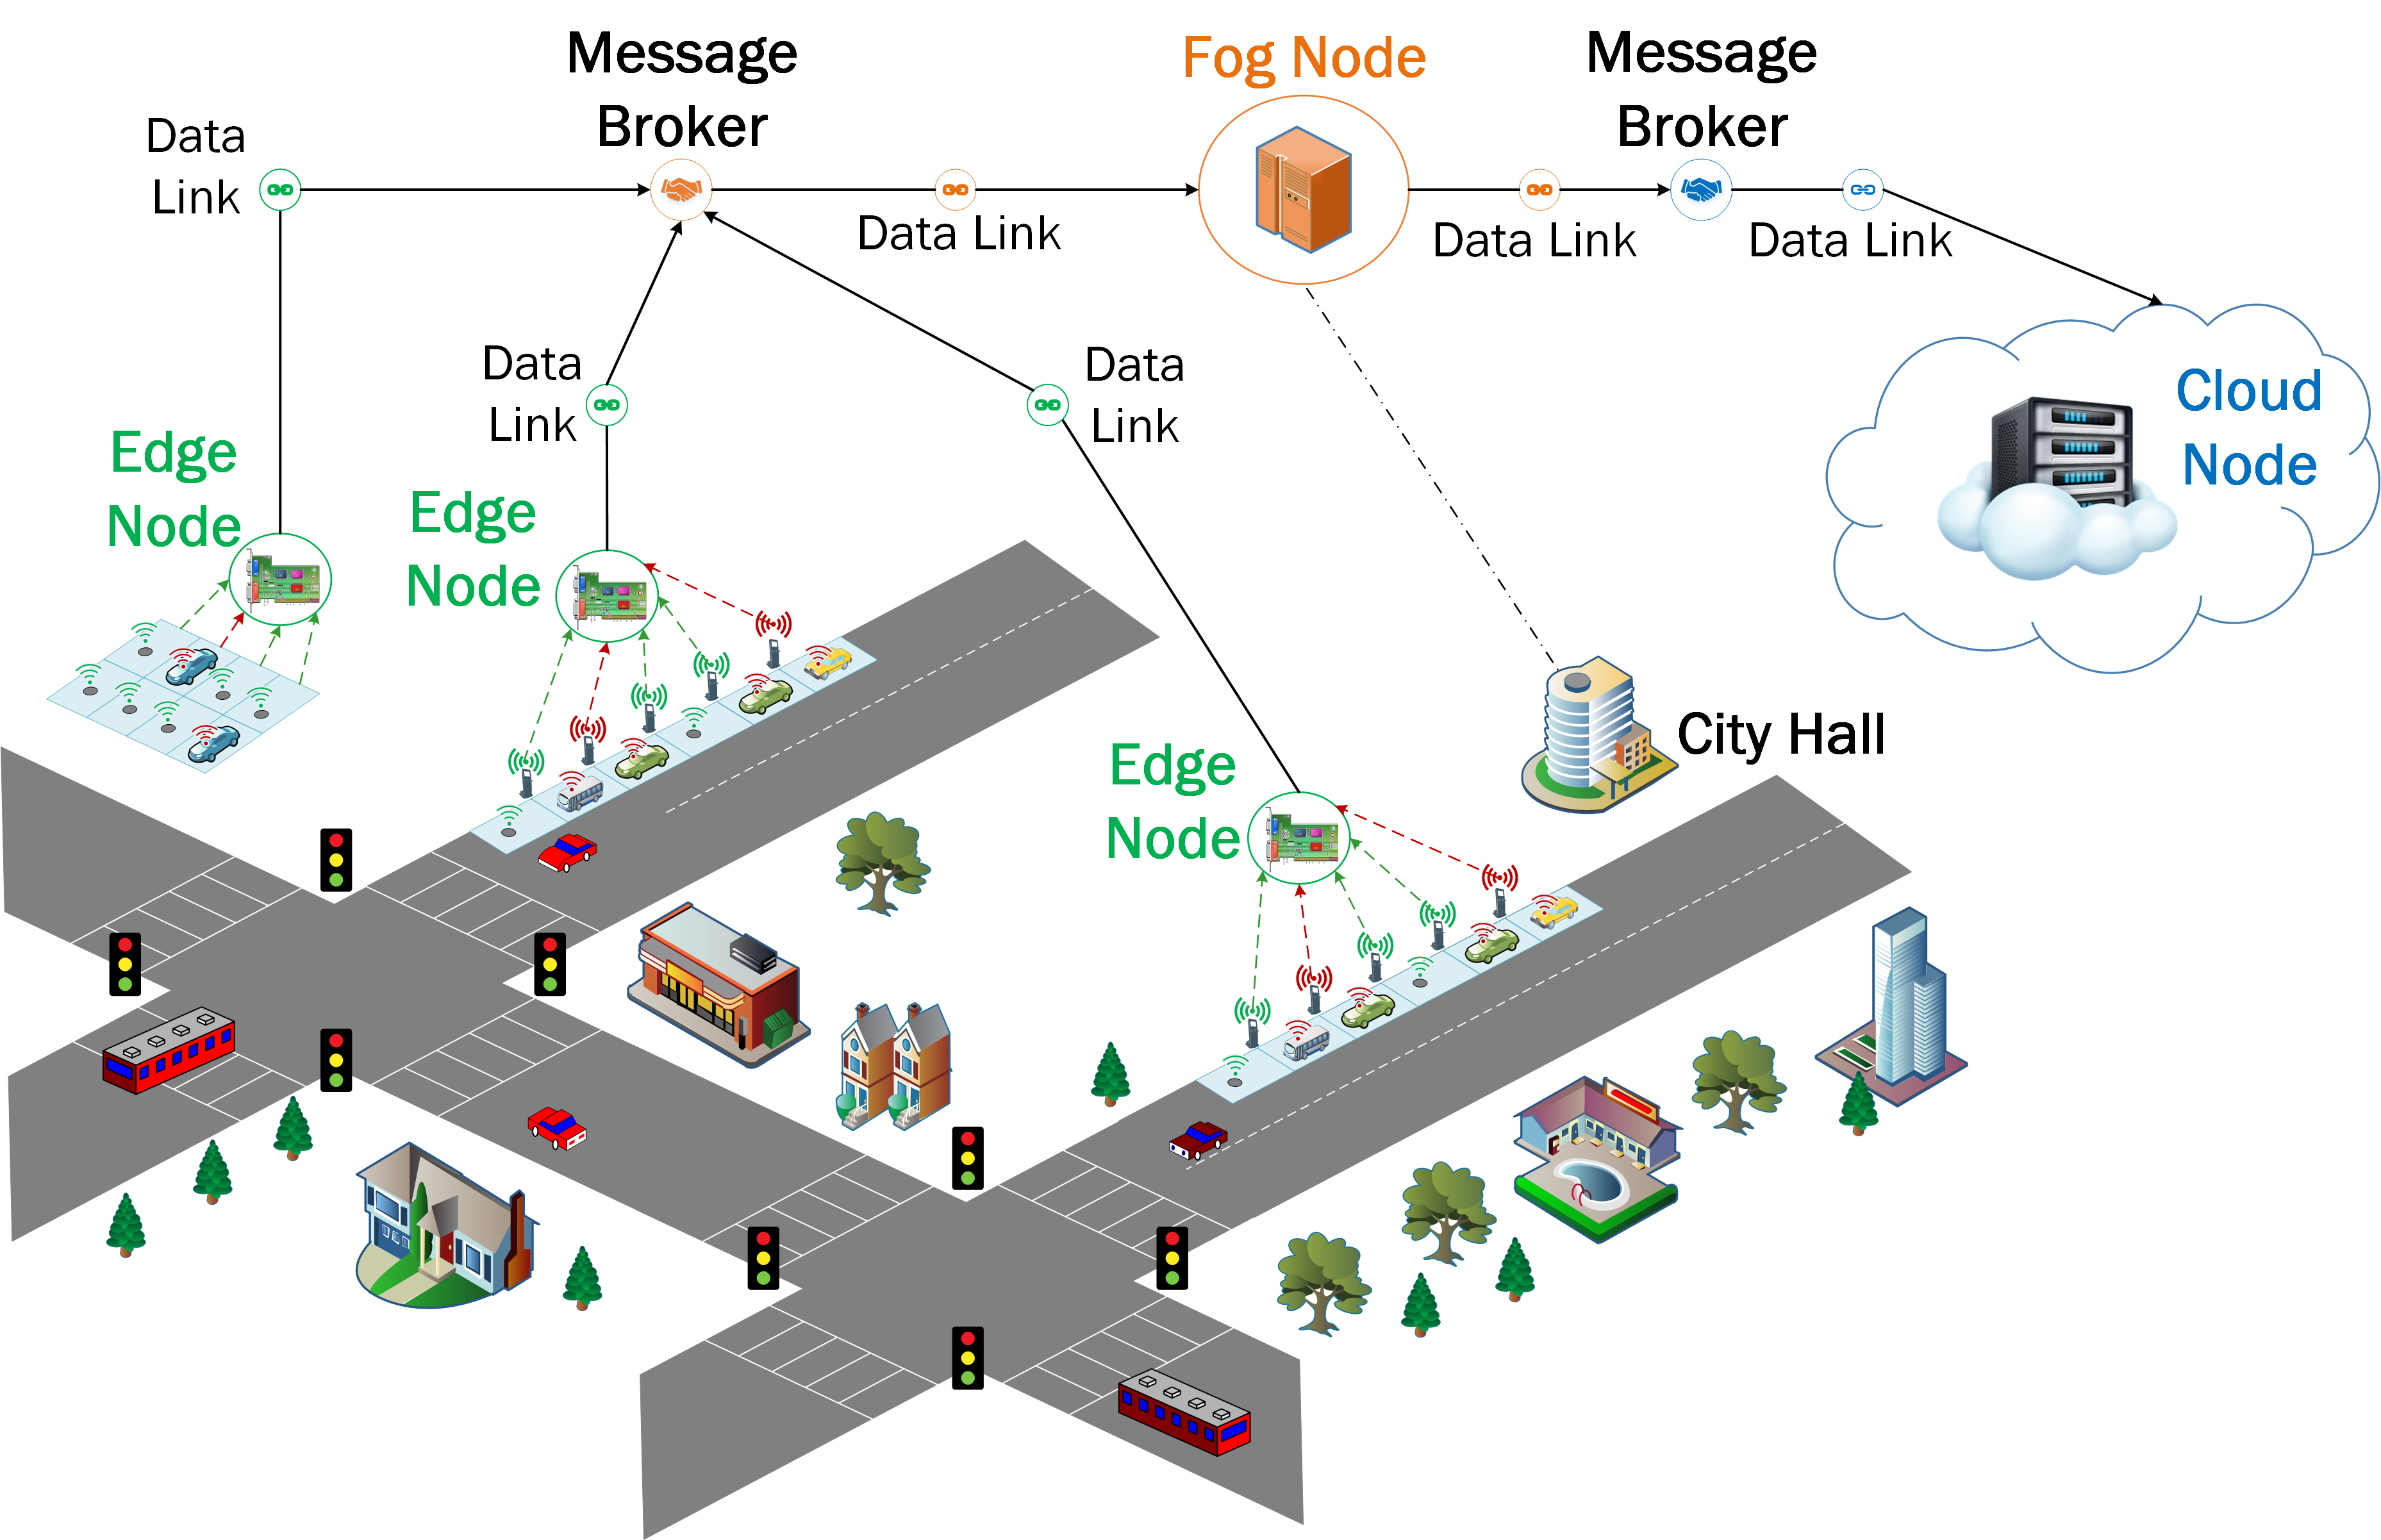 Message
Broker
Fog Node
Message
Broker
Data
Link
Data Link
Data Link
Data Link
Data
Link
Data
Link
Cloud
Node
Edge
Node
Edge
Node
City Hall
Edge
Node